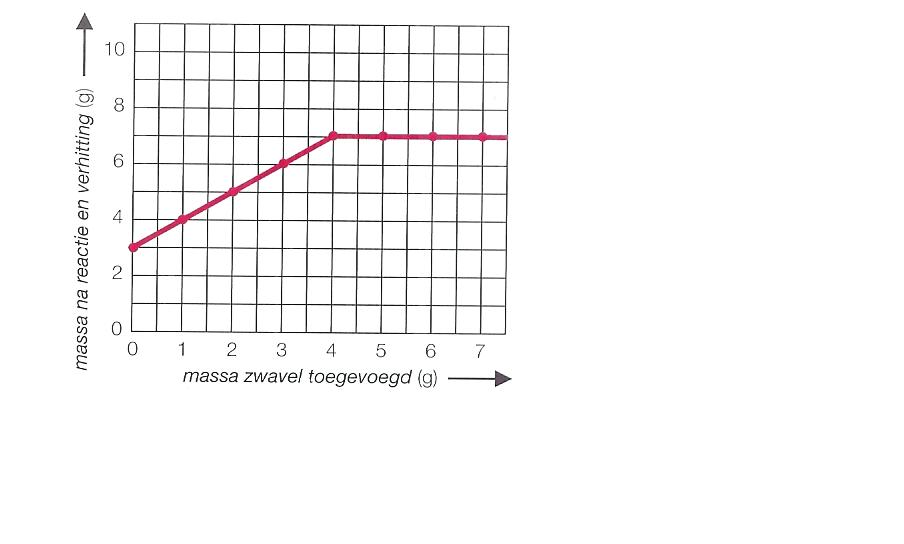 massa na reactie en verhitting (g)
10
8
6
4
2
0
0 1 2 3 4 5 6 7
massa zwavel toegevoegd (g)